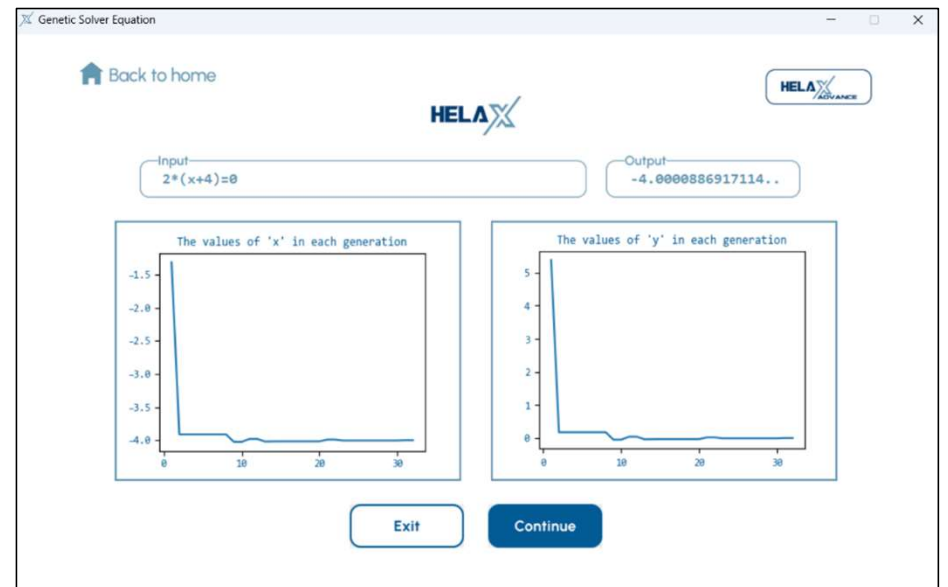 Genetic Solver Equation
Back to home
HELAX
HELAX ADVANCE
Input
2*(x+4)=0
Output
-4.0000886917114..
The values of 'x' in each generation
-1.5
-2.0
-2.5
-3.0
-3.5
-4.0
0 10 20 30
The values of 'y' in each generation
5
4
3
2
1
0
0 10 20 30
Exit
Continue